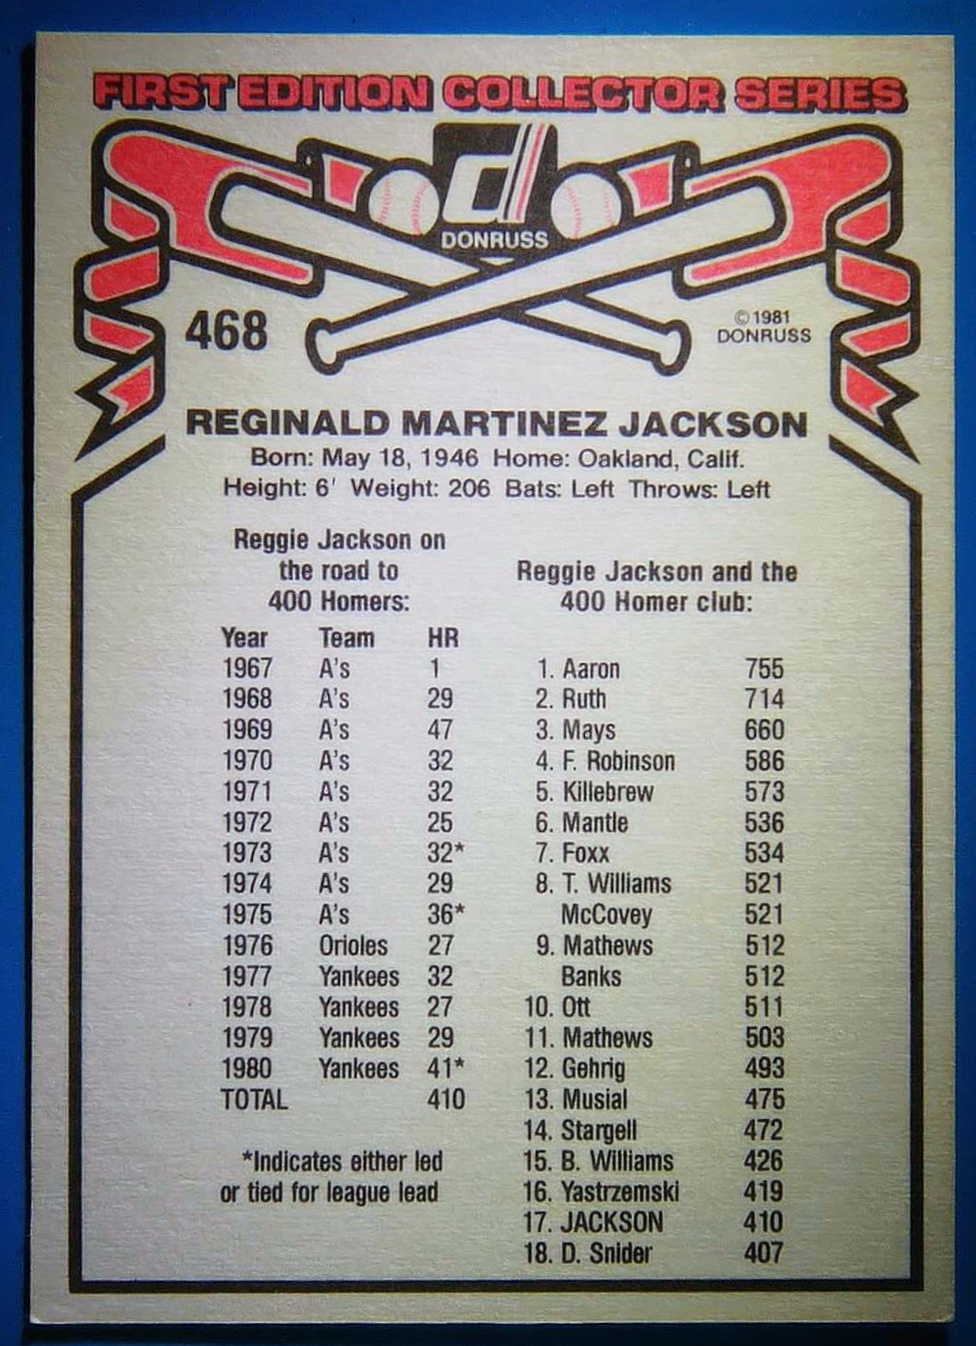 FIRST EDITION COLLECTOR SERIES
DONRUSS
468
© 1981
DONRUSS
REGINALD MARTINEZ JACKSON
Born: May 18, 1946 Home: Oakland, Calif.
Height: 6' Weight: 206 Bats: Left Throws: Left
Reggie Jackson on
the road to
400 Homers:
Year Team HR
1967 A's 1
1968 A's 29
1969 A's 47
1970 A's 32
1971 A's 32
1972 A's 25
1973 A's 32*
1974 A's 29
1975 A's 36*
1976 Orioles 27
1977 Yankees 32
1978 Yankees 27
1979 Yankees 29
1980 Yankees 41*
TOTAL 410
*Indicates either led
or tied for league lead
Reggie Jackson and the
400 Homer club:
1. Aaron 755
2. Ruth 714
3. Mays 660
4. F. Robinson 586
5. Killebrew 573
6. Mantle 536
7. Foxx 534
8. T. Williams 521
McCovey 521
9. Mathews 512
Banks 512
10. Ott 511
11. Mathews 503
12. Gehrig 493
13. Musial 475
14. Stargell 472
15. B. Williams 426
16. Yastrzemski 419
17. JACKSON 410
18. D. Snider 407